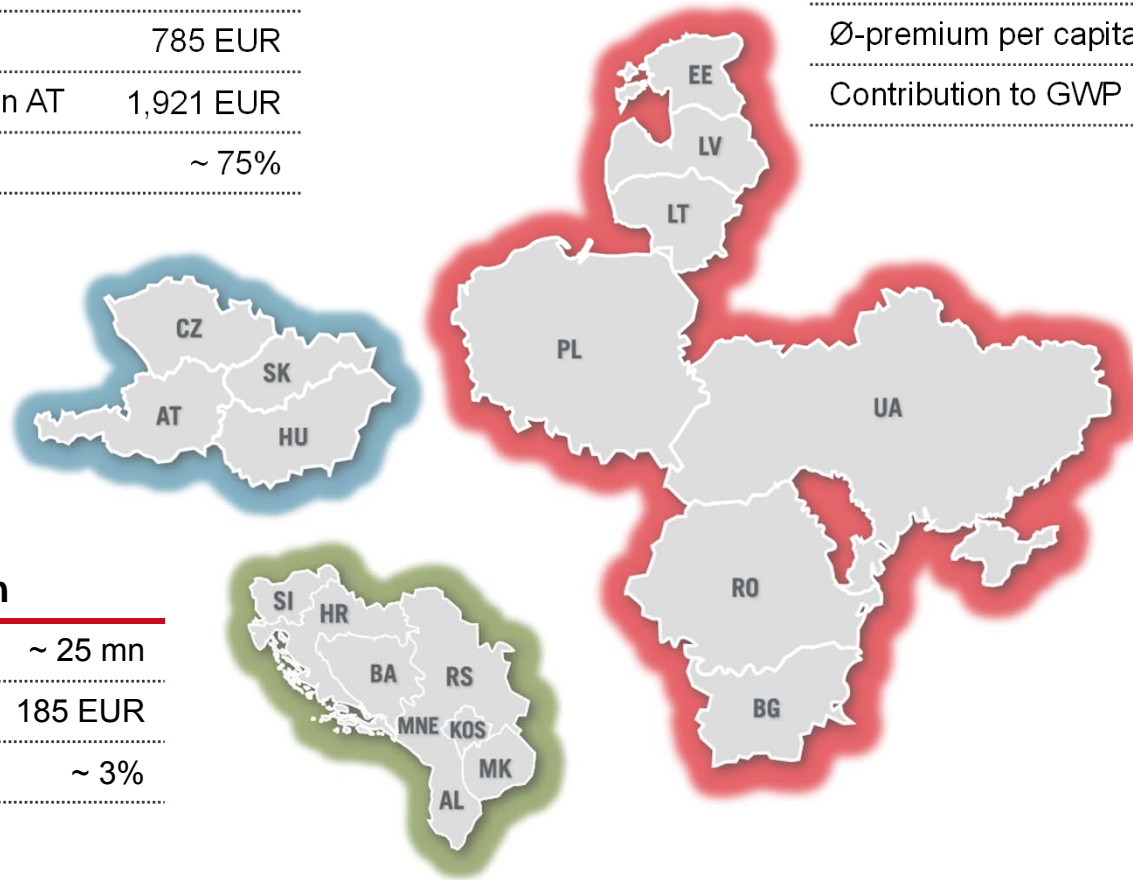 785 EUR
n AT 1,921 EUR
~ 75%
Ø-premium per capita
Contribution to GWP
EE
LV
LT
PL
UA
RO
BG
CZ
SK
AT
HU
SI
HR
BA
RS
MNE
KOS
MK
AL
n
~ 25 mn
185 EUR
~ 3%